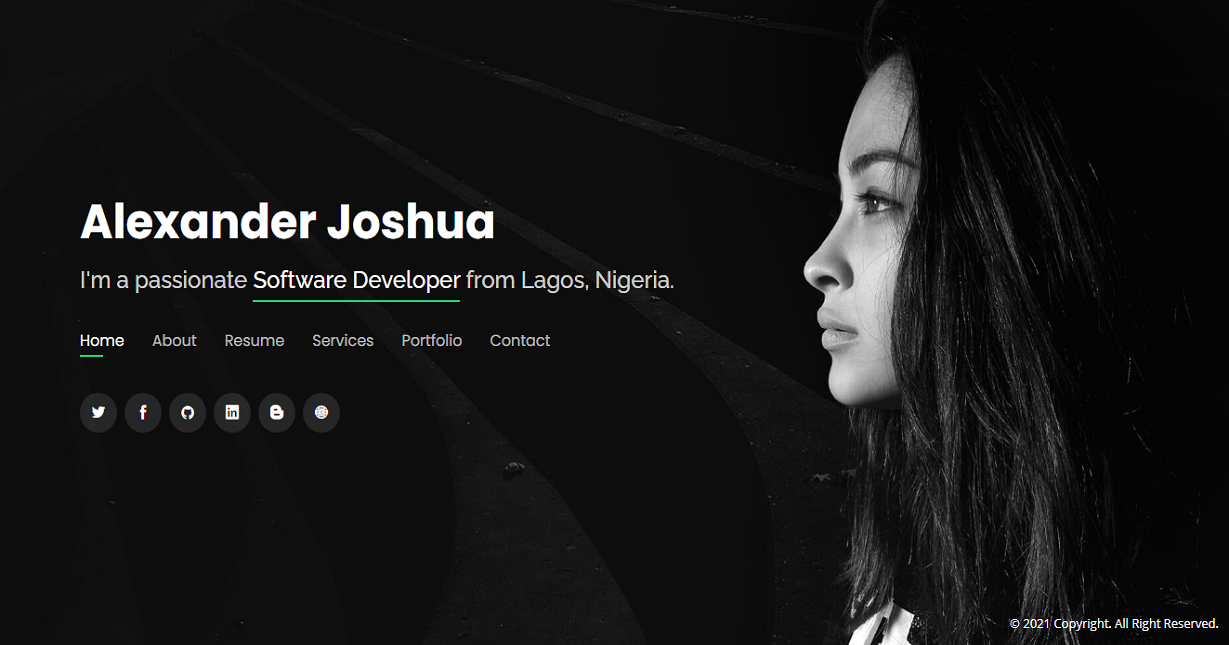 Alexander Joshua
I'm a passionate Software Developer from Lagos, Nigeria.
Home About Resume Services Portfolio Contact
© 2021 Copyright. All Right Reserved.